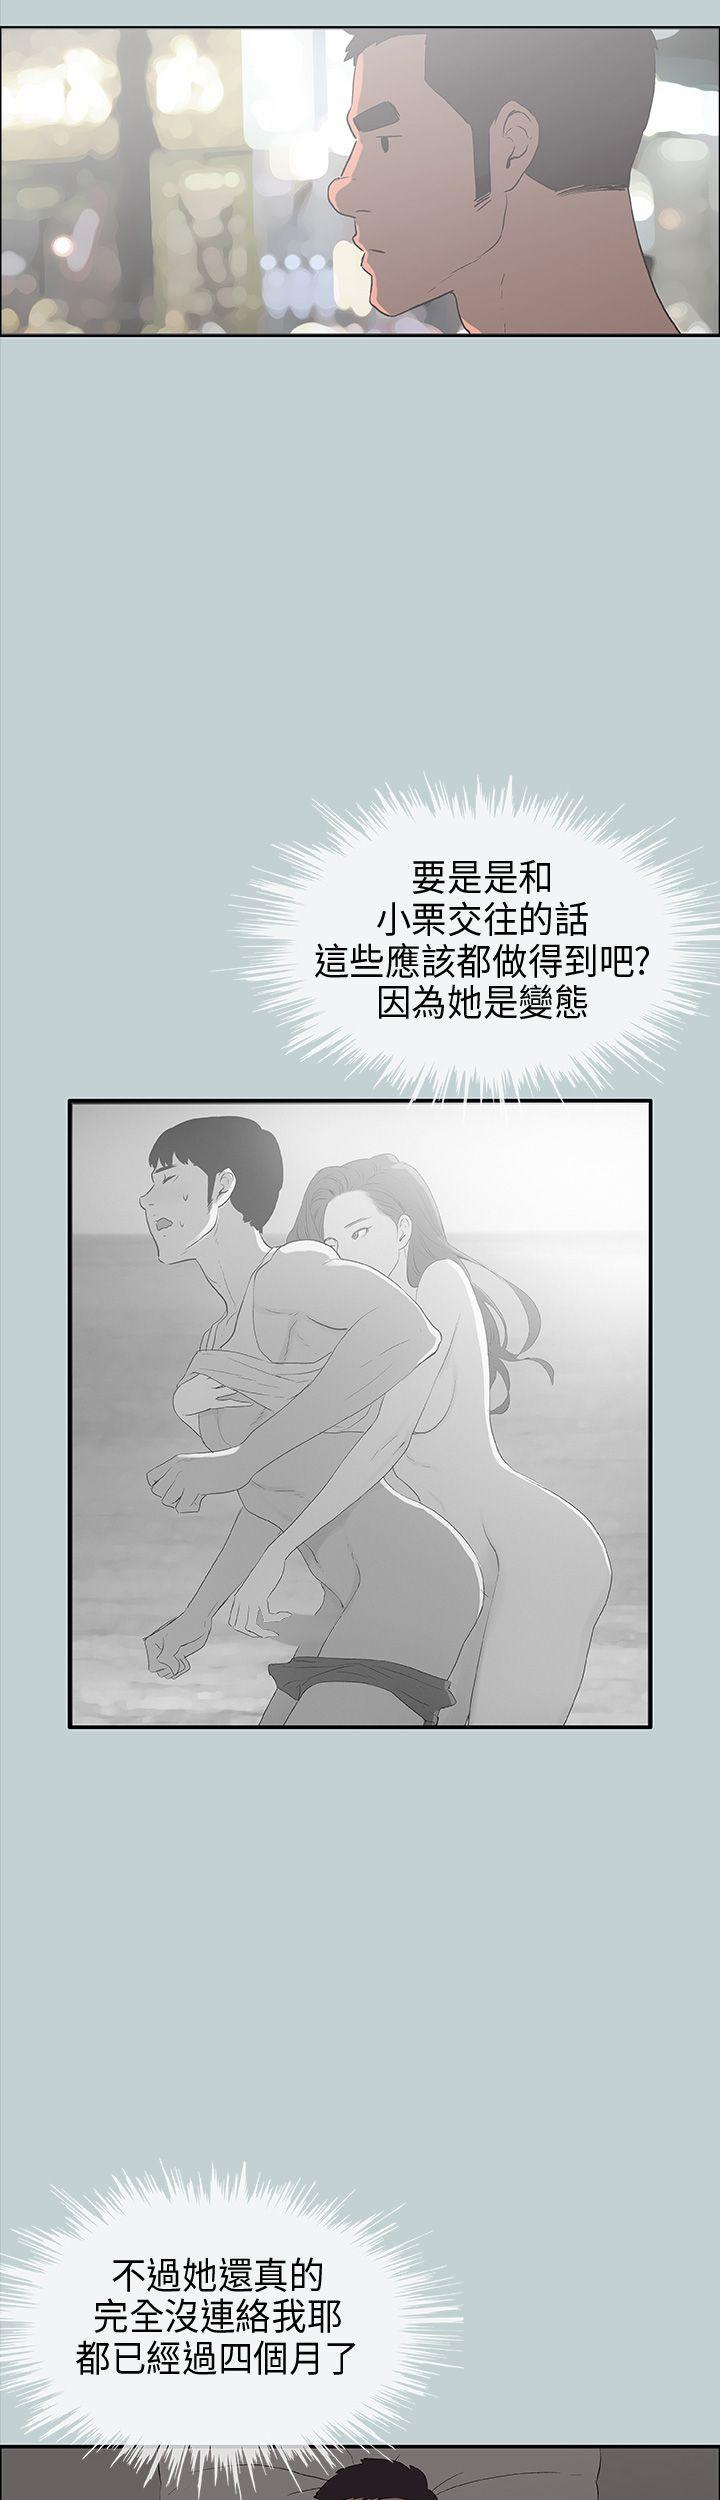 要是是和
小栗交往的話
這些應該都做得到吧?
因為她是變態
不過她還真的
完全沒連絡我耶
都已經過四個月了